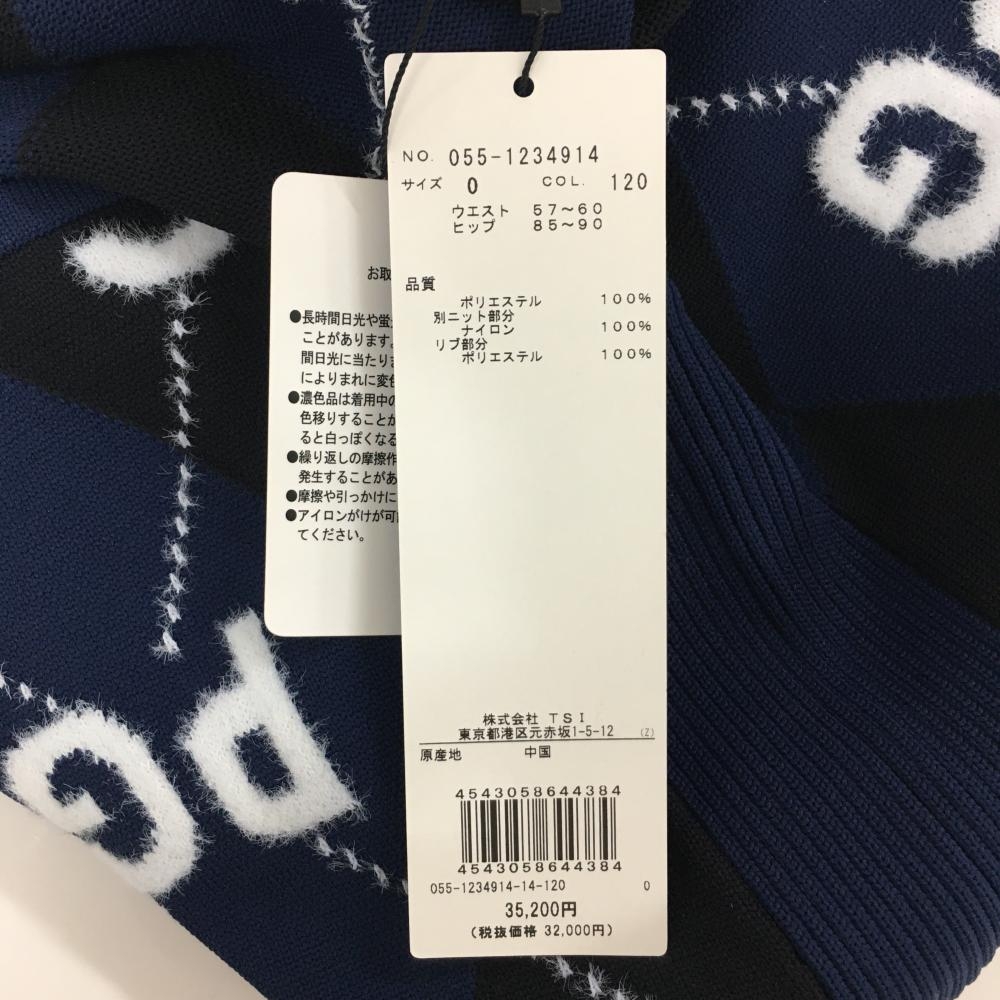 NO. 055-1234914
サイズ 0 COL. 120
ウエスト 57～60
ヒップ 85～90
品質
ポリエステル 100%
別ニット部分
ナイロン 100%
リブ部分
ポリエステル 100%
株式会社 TSI
東京都港区元赤坂1-5-12 (Z)
原産地 中国
4543058644384
4543058644384
055-1234914-14-120 0
35,200円
(税抜価格 32,000円)
お取
●長時間日光や蛍
ことがあります。
間日光に当たりま
によりまれに変色
●濃色品は着用中の
色移りすることが
ると白っぽくなる
●繰り返しの摩擦作
発生することがあ
●摩擦や引っかけに
●アイロンがけが可
てください。
G
P
G